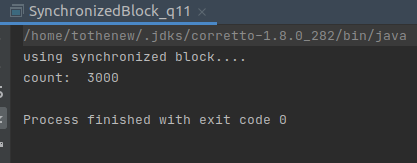 SynchronizedBlock_q11 ×
/home/tothenew/.jdks/corretto-1.8.0_282/bin/java
using synchronized block....
count:  3000
Process finished with exit code 0